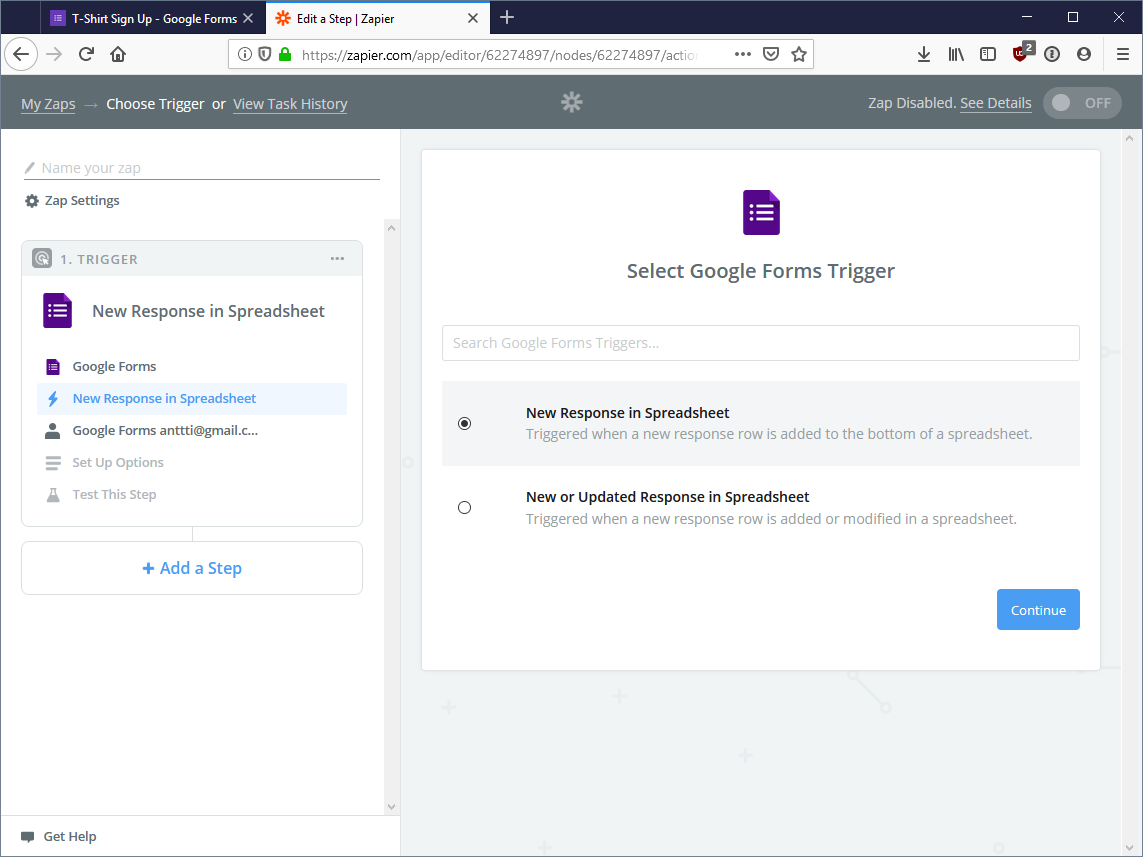 T-Shirt Sign Up - Google Forms
Edit a Step | Zapier
https://zapier.com/app/editor/62274897/nodes/62274897/actio
2
My Zaps → Choose Trigger or View Task History
Zap Disabled. See Details
OFF
Name your zap
Zap Settings
1. TRIGGER
New Response in Spreadsheet
Google Forms
New Response in Spreadsheet
Google Forms anttti@gmail.c...
Set Up Options
Test This Step
+ Add a Step
Get Help
Select Google Forms Trigger
Search Google Forms Triggers...
New Response in Spreadsheet
Triggered when a new response row is added to the bottom of a spreadsheet.
New or Updated Response in Spreadsheet
Triggered when a new response row is added or modified in a spreadsheet.
Continue